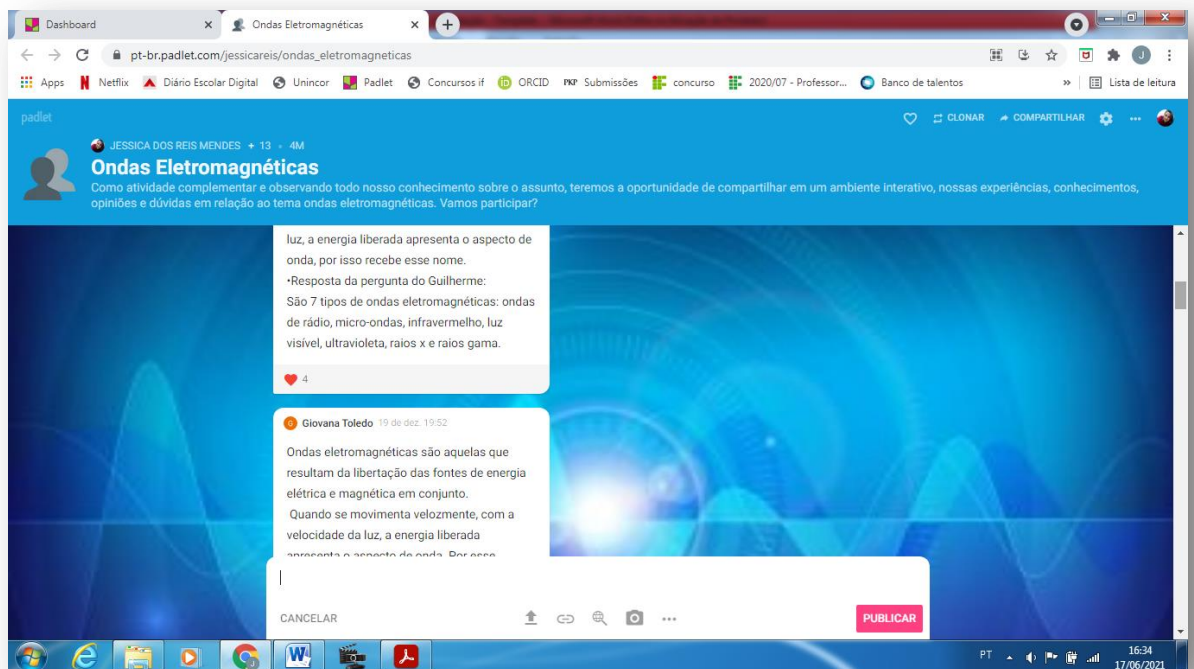 Dashboard
Ondas Eletromagnéticas
pt-br.padlet.com/jessicareis/ondas_eletromagneticas
J
Apps Netflix Diário Escolar Digital Unincor Padlet Concursos if ORCID PKP Submissões concurso 2020/07 - Professor... Banco de talentos » Lista de leitura
padlet
CLONAR COMPARTILHAR
JESSICA DOS REIS MENDES + 13 • 4M
Ondas Eletromagnéticas
Como atividade complementar e observando todo nosso conhecimento sobre o assunto, teremos a oportunidade de compartilhar em um ambiente interativo, nossas experiências, conhecimentos,
opiniões e dúvidas em relação ao tema ondas eletromagnéticas. Vamos participar?
luz, a energia liberada apresenta o aspecto de
onda, por isso recebe esse nome.
•Resposta da pergunta do Guilherme:
São 7 tipos de ondas eletromagnéticas: ondas
de rádio, micro-ondas, infravermelho, luz
visível, ultravioleta, raios x e raios gama.
4
G Giovana Toledo 19 de dez. 19:52
Ondas eletromagnéticas são aquelas que
resultam da libertação das fontes de energia
elétrica e magnética em conjunto.
Quando se movimenta velozmente, com a
velocidade da luz, a energia liberada
apresenta o aspecto de onda. Por esse
CANCELAR
PUBLICAR
PT
16:34
17/06/2021